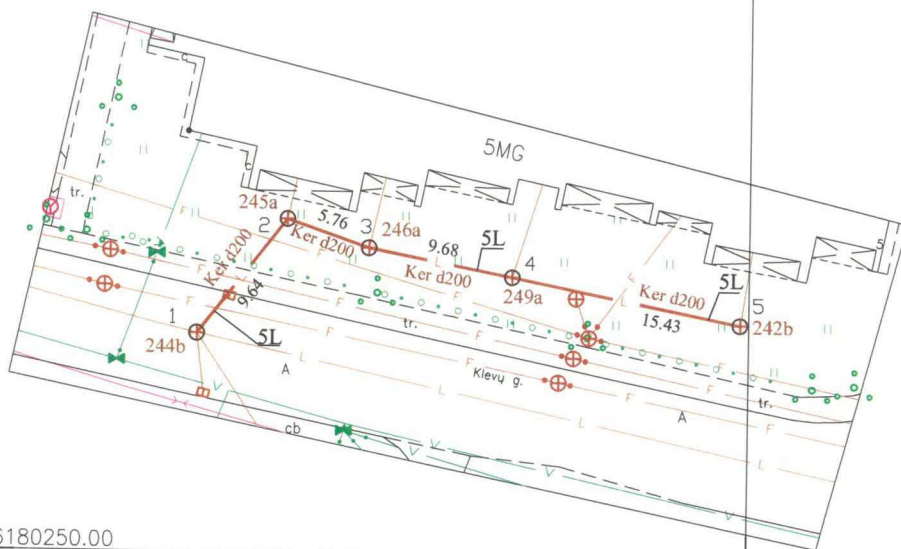 c
5MG
c
tr.
245a
2
5.76
3
246a
F
9.68
5L
Ker d200
Ker d200
L
Ker d200
4
249a
L
Ker d200
5L
5
15.43
242b
9.64
1
244b
5L
tr.
A
Klevų g.
tr.
A
F
L
V
cb
V
5
6180250.00